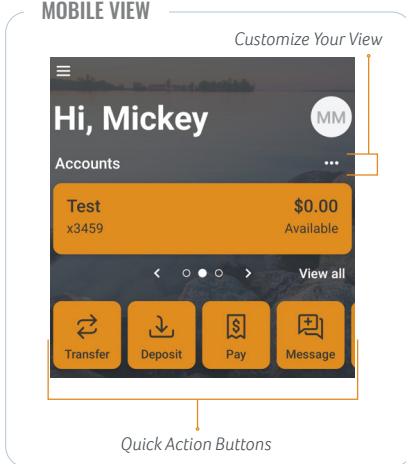 MOBILE VIEW
Customize Your View
Hi, Mickey
MM
Accounts
Test $0.00
x3459 Available
View all
Transfer Deposit Pay Message
Quick Action Buttons